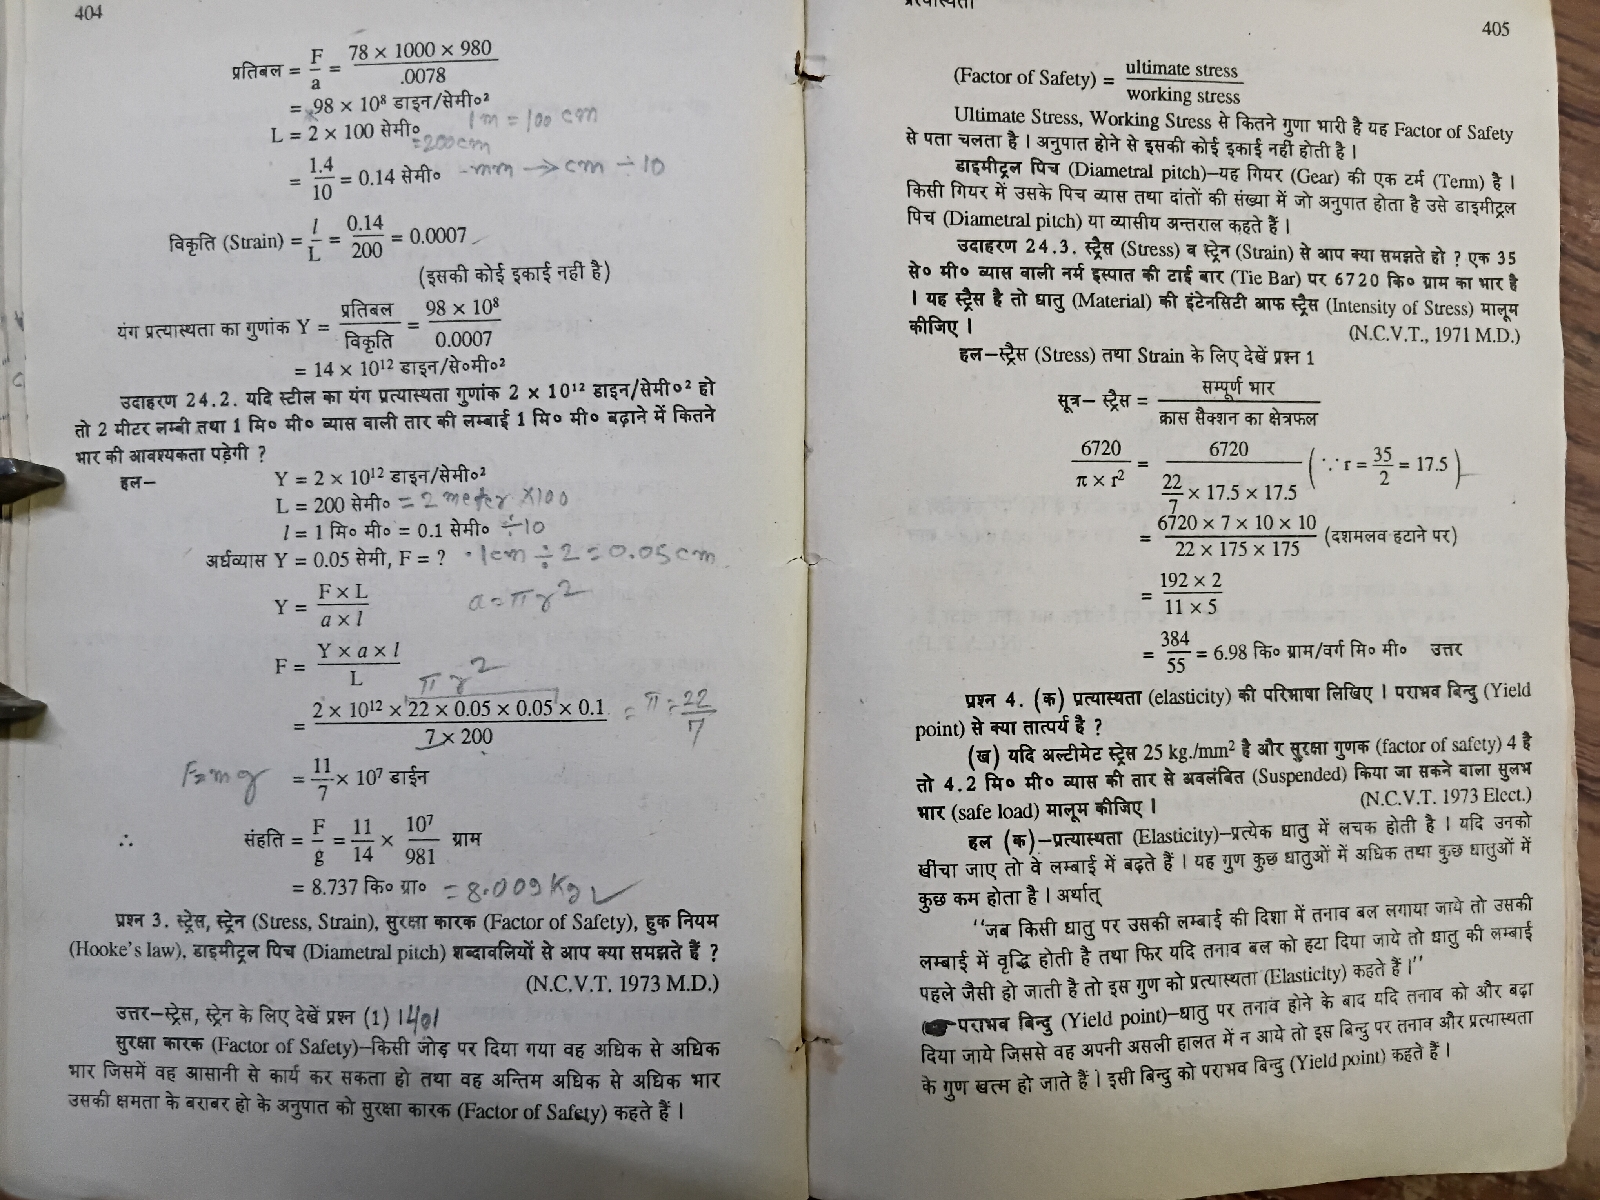 404
प्रतिबल = F/a = 78 × 1000 × 980 / .0078
= 98 × 10⁸ डाइन/सेमी०²
L = 2 × 100 सेमी० 1m = 100 cm
= 200cm
= 1.4/10 = 0.14 सेमी० mm → cm ÷ 10
विकृति (Strain) = l/L = 0.14/200 = 0.0007
(इसकी कोई इकाई नहीं है)
यंग प्रत्यास्थता का गुणांक Y = प्रतिबल/विकृति = 98 × 10⁸ / 0.0007
= 14 × 10¹² डाइन/से०मी०²
उदाहरण 24.2. यदि स्टील का यंग प्रत्यास्थता गुणांक 2 × 10¹² डाइन/सेमी०² हो
तो 2 मीटर लम्बी तथा 1 मि० मी० व्यास वाली तार की लम्बाई 1 मि० मी० बढ़ाने में कितने
भार की आवश्यकता पड़ेगी ?
हल– Y = 2 × 10¹² डाइन/सेमी०²
L = 200 सेमी० = 2 meter ×100
l = 1 मि० मी० = 0.1 सेमी० ÷10
अर्धव्यास Y = 0.05 सेमी, F = ? .1cm ÷ 2 = 0.05 cm
Y = F × L / a × l a = πr²
F = Y × a × l / L
πr²
= 2 × 10¹² × 22 × 0.05 × 0.05 × 0.1 / 7 × 200 = π = 22/7
F=mg = 11/7 × 10⁷ डाईन
∴ संहति = F/g = 11/14 × 10⁷/981 ग्राम
= 8.737 कि० ग्रा० = 8.009 Kg
प्रश्न 3. स्ट्रेस, स्ट्रेन (Stress, Strain), सुरक्षा कारक (Factor of Safety), हुक नियम
(Hooke's law), डाइमीट्रल पिच (Diametral pitch) शब्दावलियों से आप क्या समझते हैं ?
(N.C.V.T. 1973 M.D.)
उत्तर–स्ट्रेस, स्ट्रेन के लिए देखें प्रश्न (1) । 401
सुरक्षा कारक (Factor of Safety)–किसी जोड़ पर दिया गया वह अधिक से अधिक
भार जिसमें वह आसानी से कार्य कर सकता हो तथा वह अन्तिम अधिक से अधिक भार
उसकी क्षमता के बराबर हो के अनुपात को सुरक्षा कारक (Factor of Safety) कहते हैं ।
405
(Factor of Safety) = ultimate stress / working stress
Ultimate Stress, Working Stress से कितने गुणा भारी है यह Factor of Safety
से पता चलता है । अनुपात होने से इसकी कोई इकाई नहीं होती है ।
डाइमीट्रल पिच (Diametral pitch)–यह गियर (Gear) की एक टर्म (Term) है ।
किसी गियर में उसके पिच व्यास तथा दांतों की संख्या में जो अनुपात होता है उसे डाइमीट्रल
पिच (Diametral pitch) या व्यासीय अन्तराल कहते हैं ।
उदाहरण 24.3. स्ट्रैस (Stress) व स्ट्रेन (Strain) से आप क्या समझते हो ? एक 35
से० मी० व्यास वाली नर्म इस्पात की टाई बार (Tie Bar) पर 6720 कि० ग्राम का भार है
। यह स्ट्रैस है तो धातु (Material) की इंटेनसिटी आफ स्ट्रैस (Intensity of Stress) मालूम
कीजिए । (N.C.V.T., 1971 M.D.)
हल–स्ट्रैस (Stress) तथा Strain के लिए देखें प्रश्न 1
सूत्र– स्ट्रैस = सम्पूर्ण भार / क्रास सैक्शन का क्षेत्रफल
6720 / π × r² = 6720 / 22/7 × 17.5 × 17.5 (∵ r = 35/2 = 17.5)
= 6720 × 7 × 10 × 10 / 22 × 175 × 175 (दशमलव हटाने पर)
= 192 × 2 / 11 × 5
= 384/55 = 6.98 कि० ग्राम/वर्ग मि० मी० उत्तर
प्रश्न 4. (क) प्रत्यास्थता (elasticity) की परिभाषा लिखिए । पराभव बिन्दु (Yield
point) से क्या तात्पर्य है ?
(ख) यदि अल्टीमेट स्ट्रेस 25 kg./mm² है और सुरक्षा गुणक (factor of safety) 4 है
तो 4.2 मि० मी० व्यास की तार से अवलंबित (Suspended) किया जा सकने वाला सुलभ
भार (safe load) मालूम कीजिए । (N.C.V.T. 1973 Elect.)
हल (क)–प्रत्यास्थता (Elasticity)–प्रत्येक धातु में लचक होती है । यदि उनको
खींचा जाए तो वे लम्बाई में बढ़ते हैं । यह गुण कुछ धातुओं में अधिक तथा कुछ धातुओं में
कुछ कम होता है । अर्थात्
"जब किसी धातु पर उसकी लम्बाई की दिशा में तनाव बल लगाया जाये तो उसकी
लम्बाई में वृद्धि होती है तथा फिर यदि तनाव बल को हटा दिया जाये तो धातु की लम्बाई
पहले जैसी हो जाती है तो इस गुण को प्रत्यास्थता (Elasticity) कहते हैं ।"
पराभव बिन्दु (Yield point)–धातु पर तनाव होने के बाद यदि तनाव को और बढ़ा
दिया जाये जिससे वह अपनी असली हालत में न आये तो इस बिन्दु पर तनाव और प्रत्यास्थता
के गुण खत्म हो जाते हैं । इसी बिन्दु को पराभव बिन्दु (Yield point) कहते हैं ।